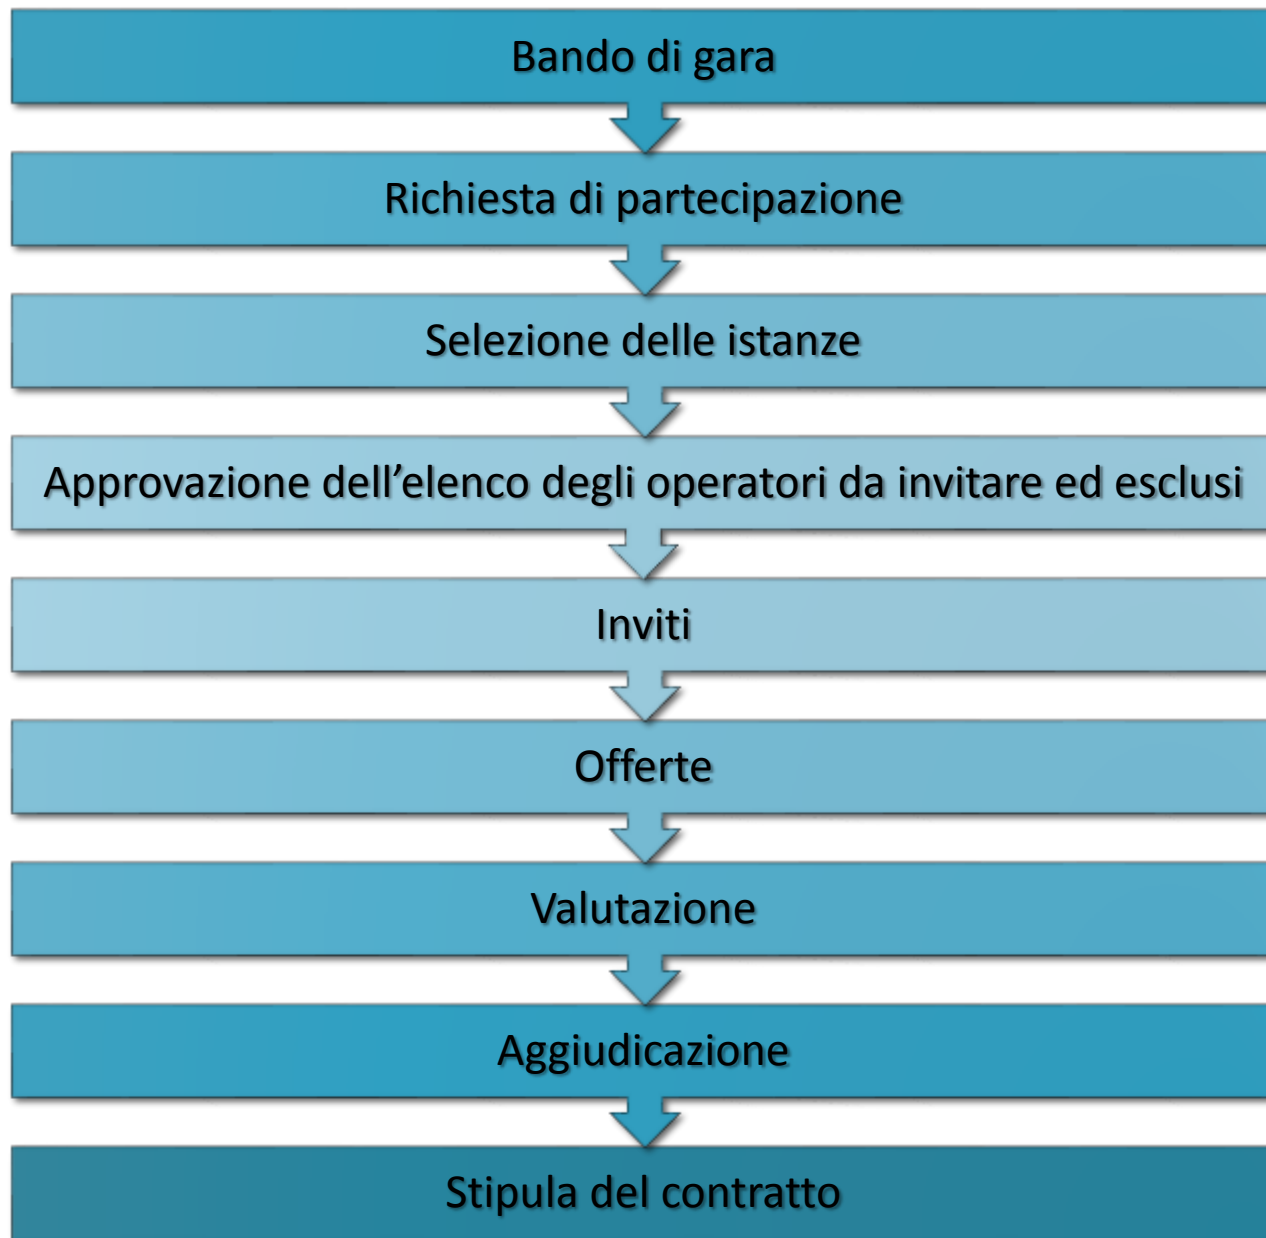 Bando di gara
Richiesta di partecipazione
Selezione delle istanze
Approvazione dell’elenco degli operatori da invitare ed esclusi
Inviti
Offerte
Valutazione
Aggiudicazione
Stipula del contratto